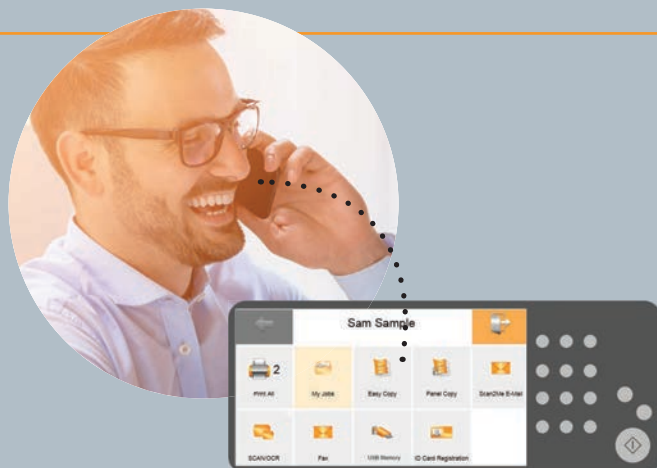 Sam Sample
2
Print All
My Jobs
Easy Copy
Panel Copy
Scan2Me E-Mail
SCAN/OCR
Fax
USB Memory
ID Card Registration